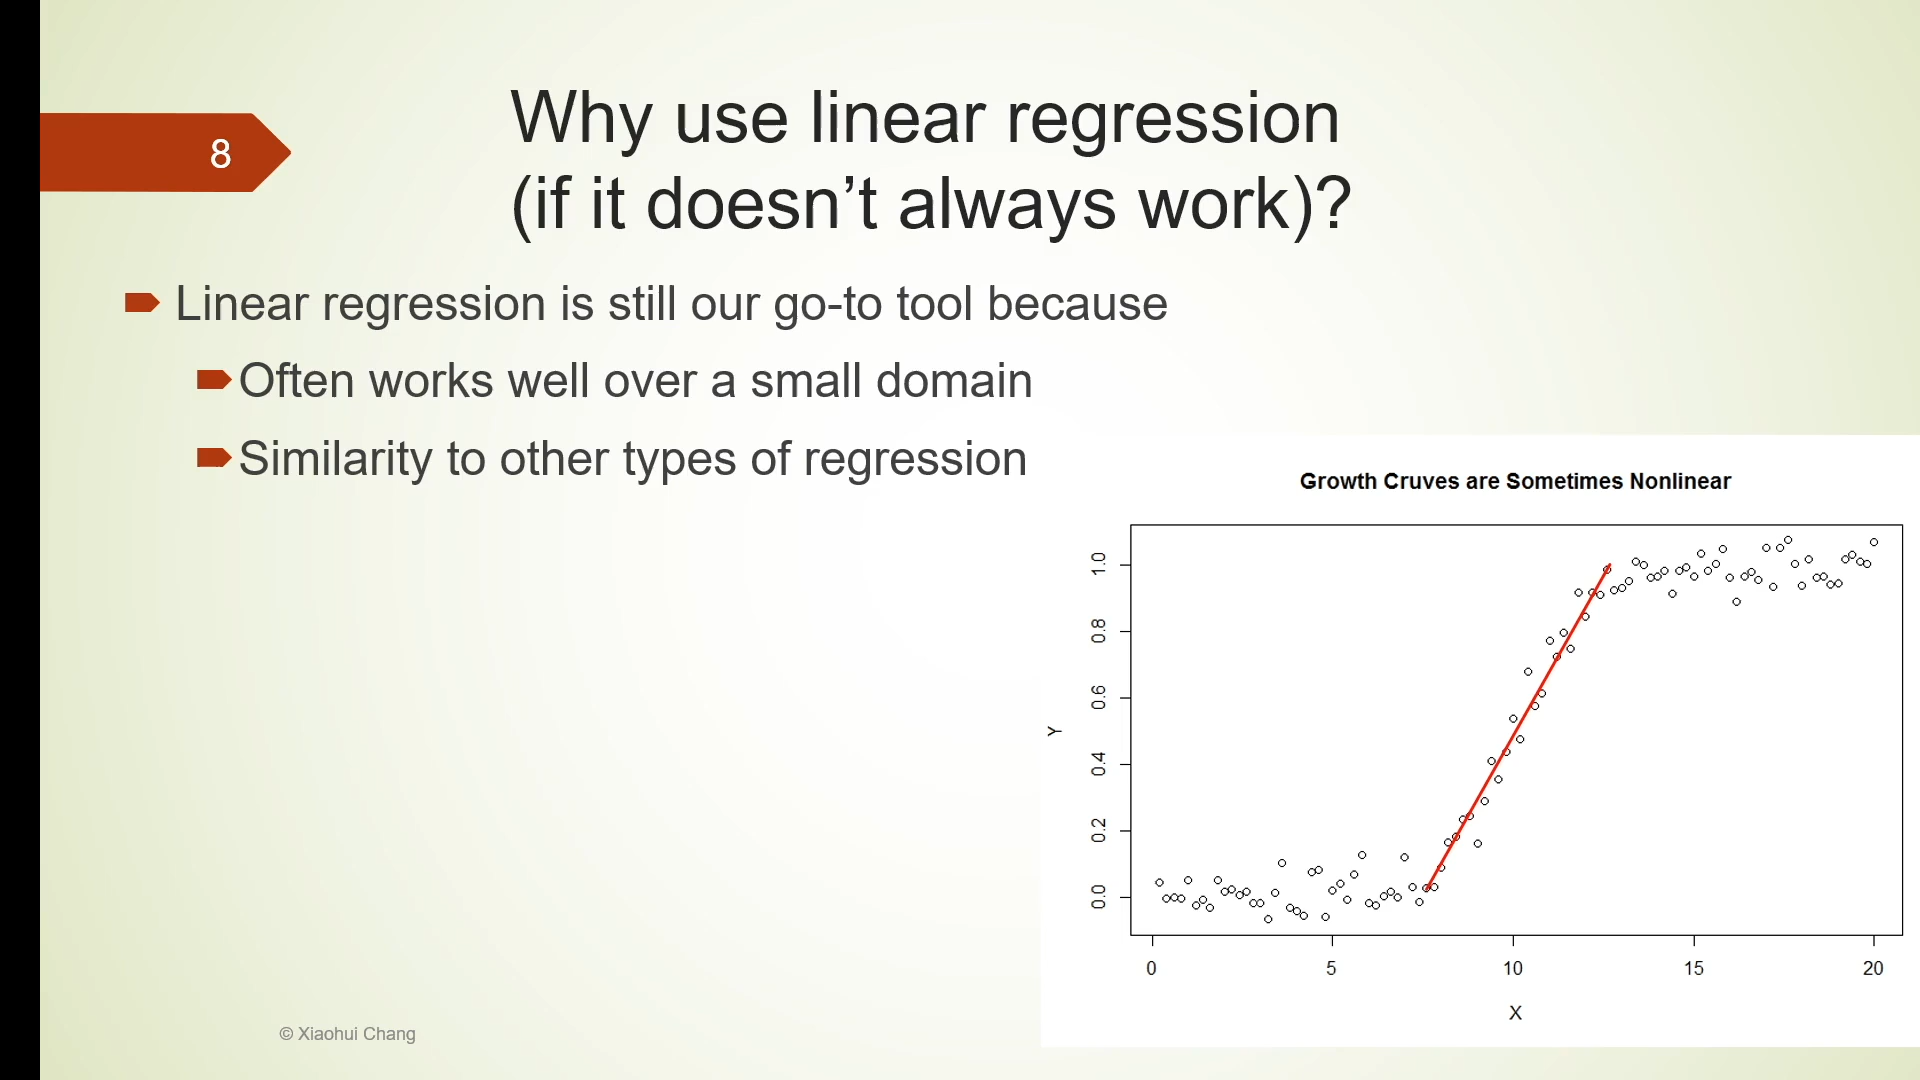 8
Why use linear regression
(if it doesn’t always work)?
Linear regression is still our go-to tool because
Often works well over a small domain
Similarity to other types of regression
Growth Cruves are Sometimes Nonlinear
1.0
0.8
0.6
0.4
0.2
0.0
Y
0 5 10 15 20
X
© Xiaohui Chang